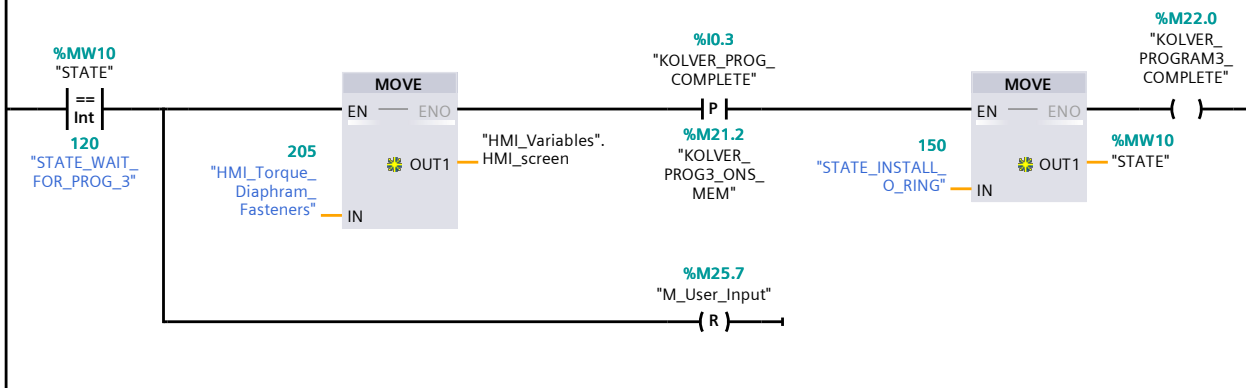 %MW10
"STATE"
==
Int
120
"STATE_WAIT_
FOR_PROG_3"
MOVE
EN
ENO
205
"HMI_Torque_
Diaphram_
Fasteners"
IN
OUT1
"HMI_Variables".
HMI_screen
%I0.3
"KOLVER_PROG_
COMPLETE"
P
%M21.2
"KOLVER_
PROG3_ONS_
MEM"
MOVE
EN
ENO
150
"STATE_INSTALL_
O_RING"
IN
OUT1
%MW10
"STATE"
%M22.0
"KOLVER_
PROGRAM3_
COMPLETE"
%M25.7
"M_User_Input"
R